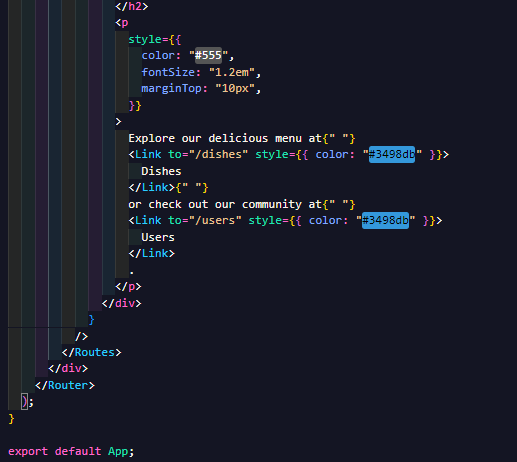 </h2>
<p
style={{
color: "#555",
fontSize: "1.2em",
marginTop: "10px",
}}
>
Explore our delicious menu at{" "}
<Link to="/dishes" style={{ color: "#3498db" }}>
Dishes
</Link>{" "}
or check out our community at{" "}
<Link to="/users" style={{ color: "#3498db" }}>
Users
</Link>
.
</p>
</div>
}
/>
</Routes>
</div>
</Router>
);
}
export default App;